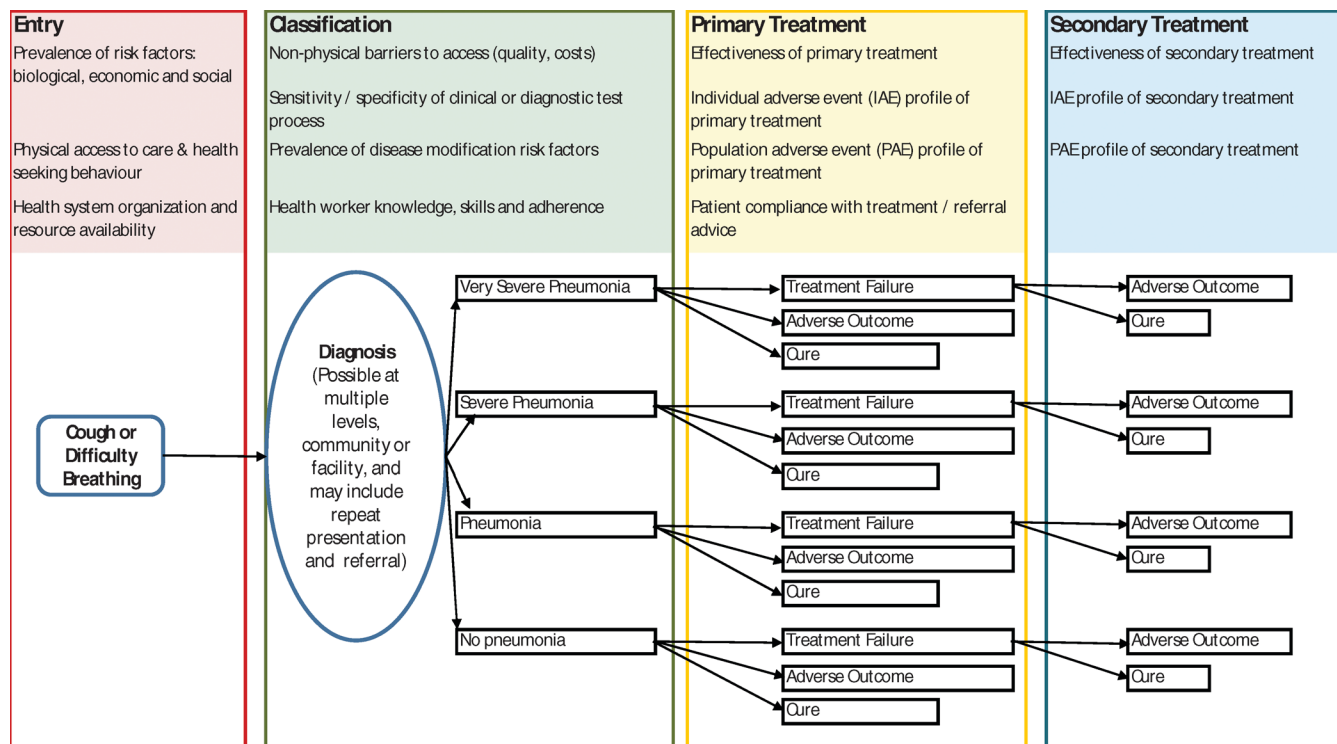 Entry
Prevalence of risk factors:
biological, economic and social
Physical access to care & health
seeking behaviour
Health system organization and
resource availability
Classification
Non-physical barriers to access (quality, costs)
Sensitivity / specificity of clinical or diagnostic test
process
Prevalence of disease modification risk factors
Health worker knowledge, skills and adherence
Primary Treatment
Effectiveness of primary treatment
Individual adverse event (IAE) profile of
primary treatment
Population adverse event (PAE) profile of
primary treatment
Patient compliance with treatment / referral
advice
Secondary Treatment
Effectiveness of secondary treatment
IAE profile of secondary treatment
PAE profile of secondary treatment
Cough or
Difficulty
Breathing
Diagnosis
(Possible at
multiple
levels,
community or
facility, and
may include
repeat
presentation
and referral)
Very Severe Pneumonia
Treatment Failure
Adverse Outcome
Cure
Adverse Outcome
Cure
Severe Pneumonia
Treatment Failure
Adverse Outcome
Cure
Adverse Outcome
Cure
Pneumonia
Treatment Failure
Adverse Outcome
Cure
Adverse Outcome
Cure
No pneumonia
Treatment Failure
Adverse Outcome
Cure
Adverse Outcome
Cure